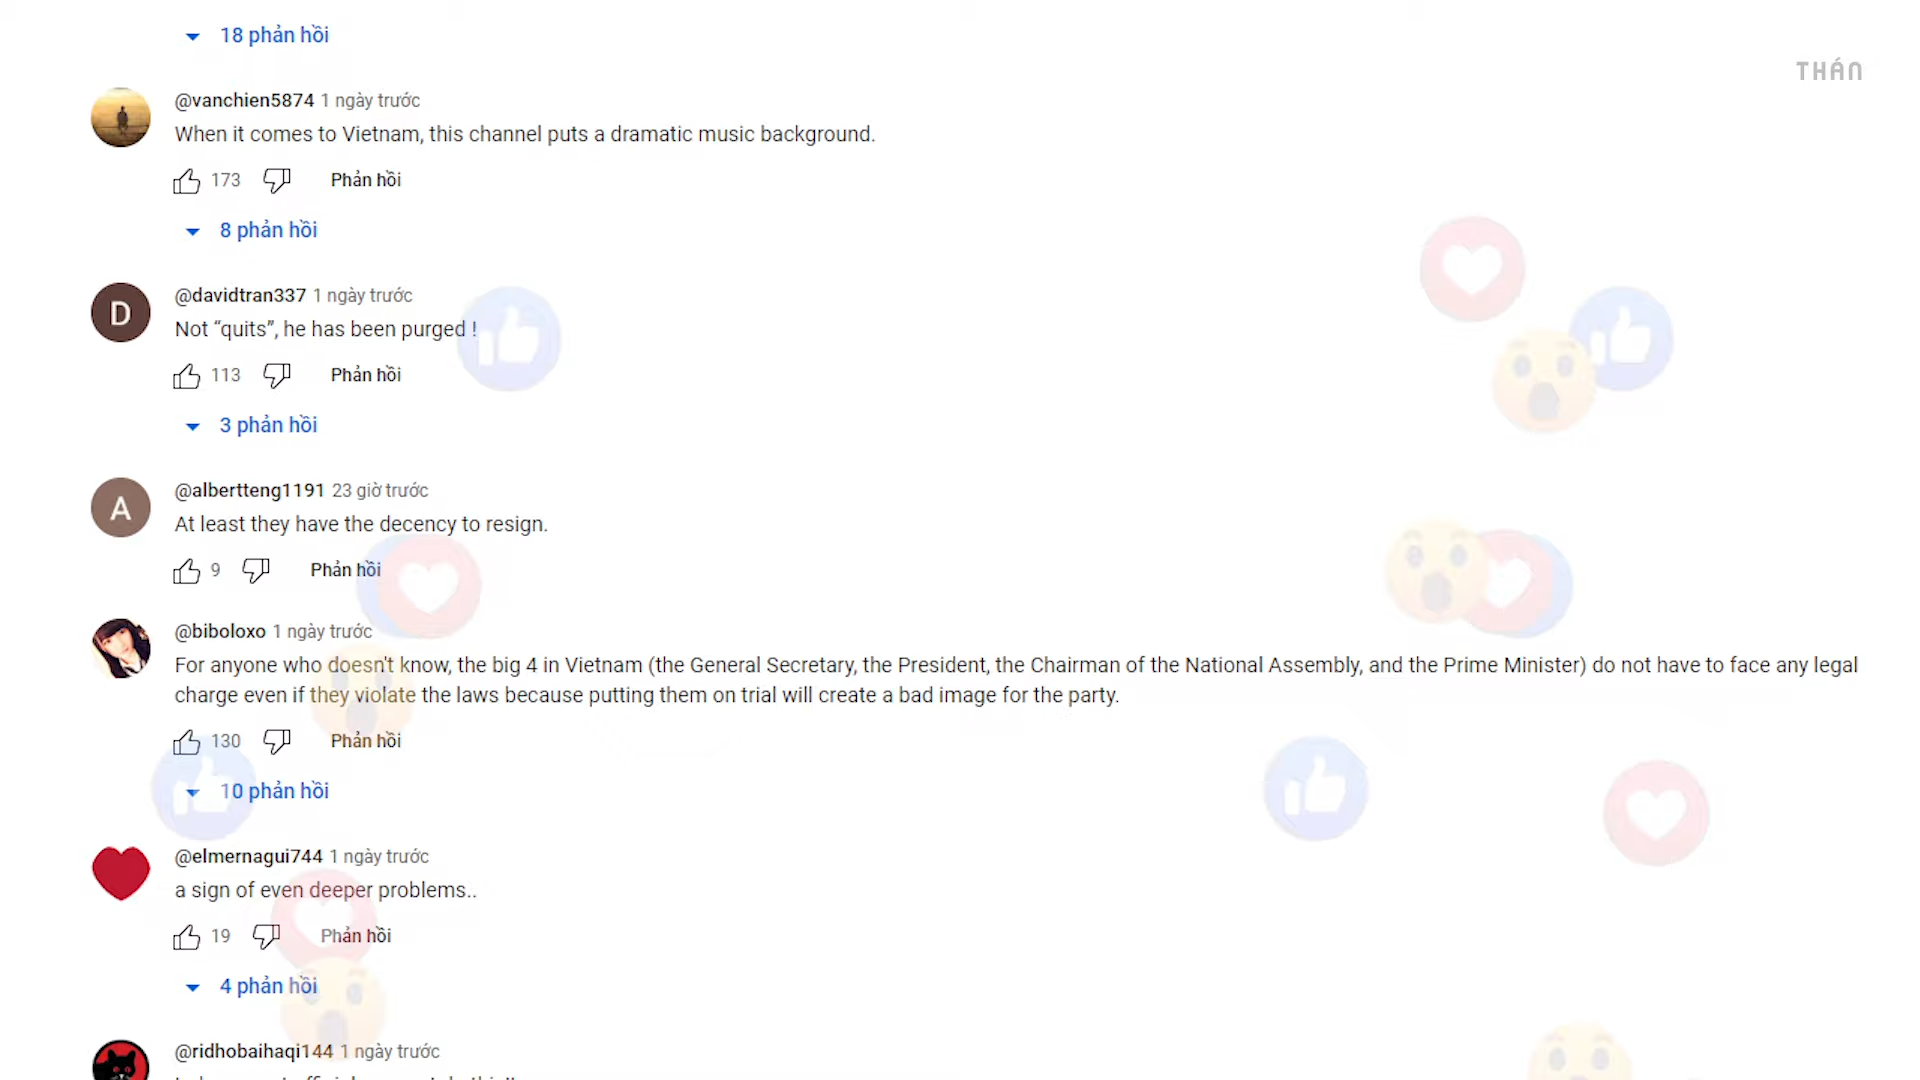 18 phản hồi
THÁN
@vanchien5874 1 ngày trước
When it comes to Vietnam, this channel puts a dramatic music background.
173 Phản hồi
8 phản hồi
D
@davidtran337 1 ngày trước
Not “quits”, he has been purged !
113 Phản hồi
3 phản hồi
A
@albertteng1191 23 giờ trước
At least they have the decency to resign.
9 Phản hồi
@biboloxo 1 ngày trước
For anyone who doesn't know, the big 4 in Vietnam (the General Secretary, the President, the Chairman of the National Assembly, and the Prime Minister) do not have to face any legal
charge even if they violate the laws because putting them on trial will create a bad image for the party.
130 Phản hồi
10 phản hồi
@elmernagui744 1 ngày trước
a sign of even deeper problems..
19 Phản hồi
4 phản hồi
@ridhobaihaqi144 1 ngày trước